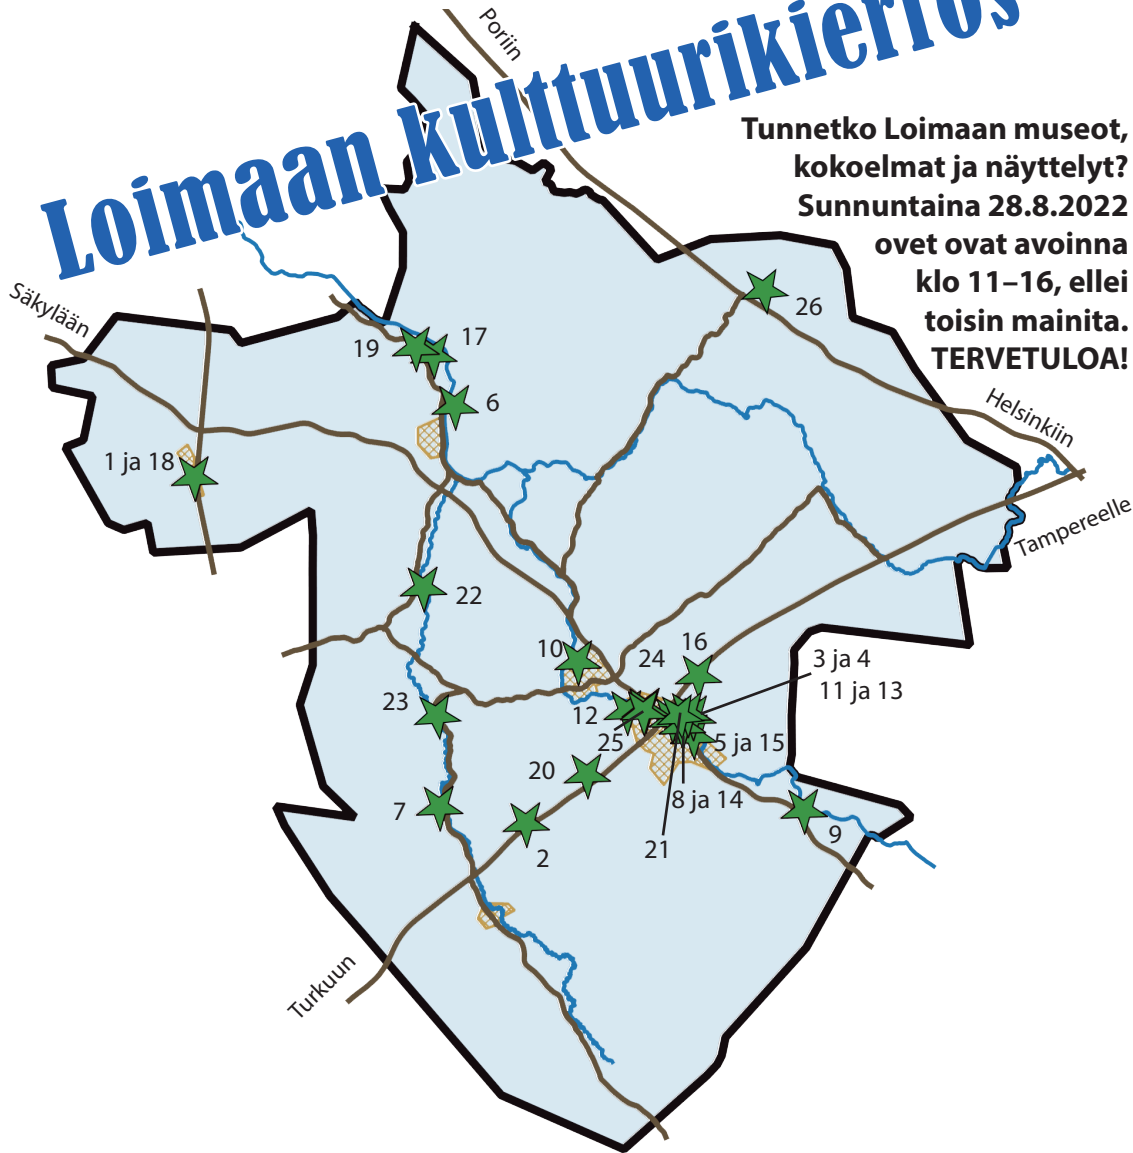 Loimaan kulttuurikierros
Poriin
Tunnetko Loimaan museot,
kokoelmat ja näyttelyt?
Sunnuntaina 28.8.2022
ovet ovat avoinna
klo 11–16, ellei
toisin mainita.
TERVETULOA!
Säkylään
26
19
17
6
Helsinkiin
1 ja 18
Tampereelle
22
10
24
16
3 ja 4
11 ja 13
23
12
25
5 ja 15
20
8 ja 14
7
2
21
9
Turkuun